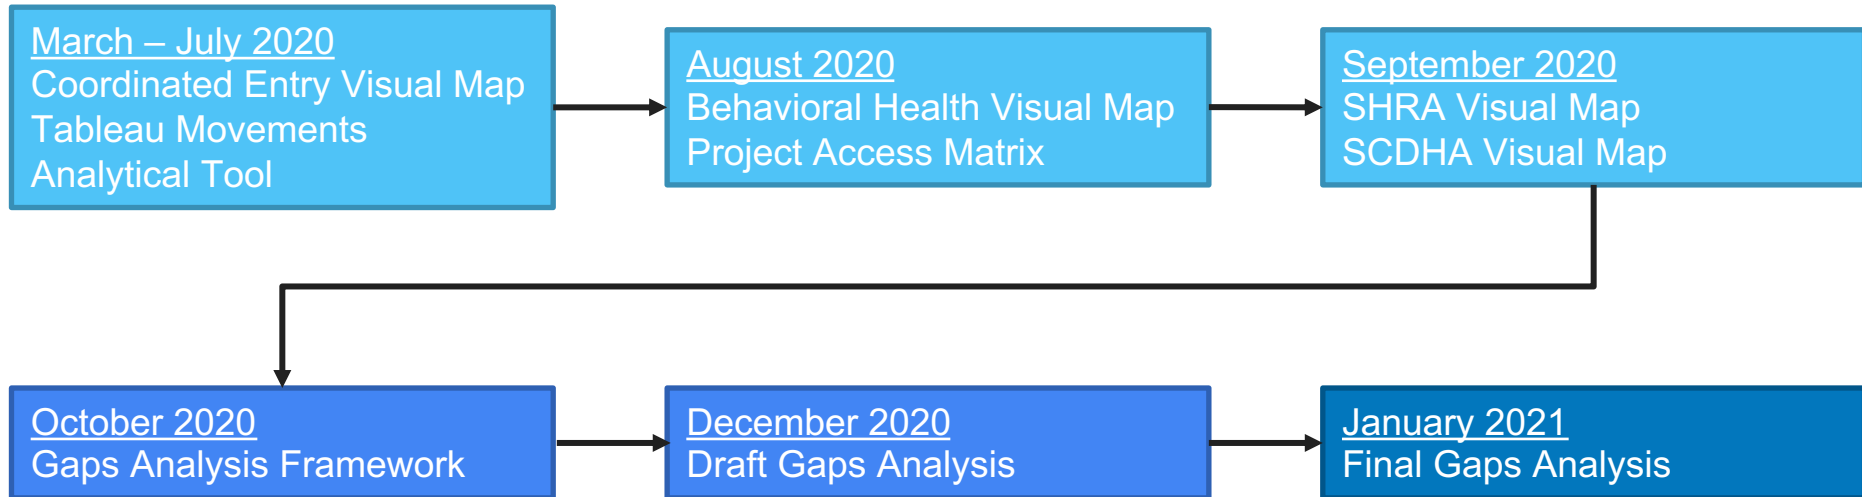 March – July 2020
Coordinated Entry Visual Map
Tableau Movements
Analytical Tool
August 2020
Behavioral Health Visual Map
Project Access Matrix
September 2020
SHRA Visual Map
SCDHA Visual Map
October 2020
Gaps Analysis Framework
December 2020
Draft Gaps Analysis
January 2021
Final Gaps Analysis